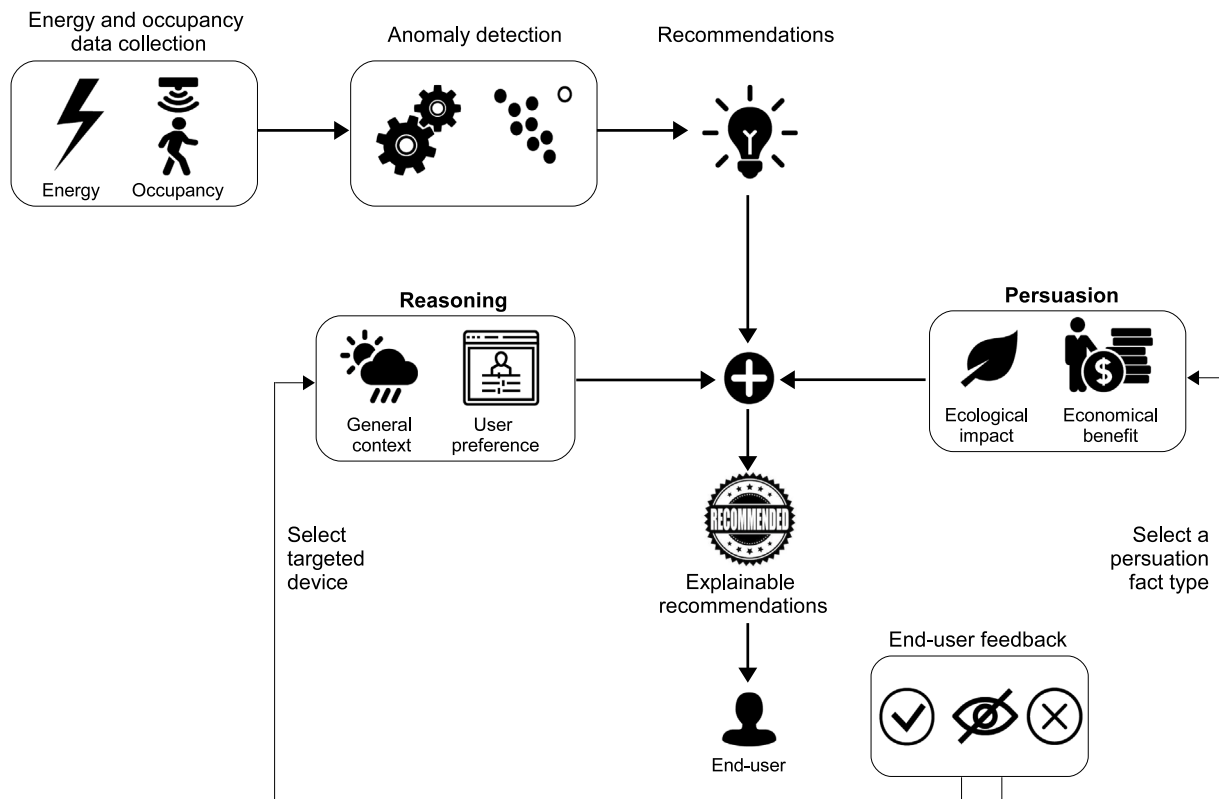 Energy and occupancy
data collection
Energy
Occupancy
Anomaly detection
Recommendations
Reasoning
General
context
User
preference
Persuasion
Ecological
impact
Economical
benefit
$
Select
targeted
device
RECOMMENDED
Explainable
recommendations
End-user
Select a
persuation
fact type
End-user feedback